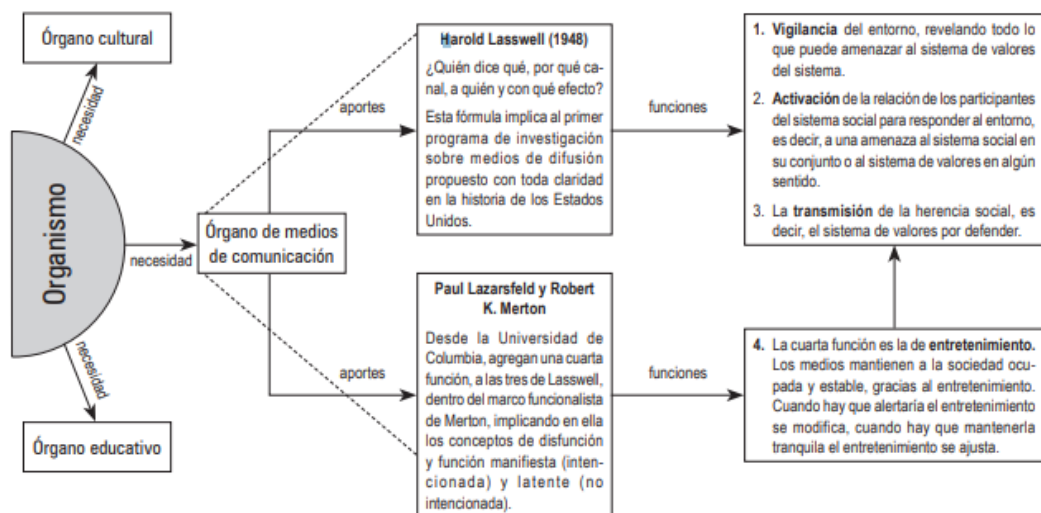 Órgano cultural
necesidad
Organismo
necesidad
Órgano de medios
de comunicación
necesidad
Órgano educativo
aportes
Harold Lasswell (1948)
¿Quién dice qué, por qué ca-
nal, a quién y con qué efecto?
Esta fórmula implica al primer
programa de investigación
sobre medios de difusión
propuesto con toda claridad
en la historia de los Estados
Unidos.
funciones
1. Vigilancia del entorno, revelando todo lo
que puede amenazar al sistema de valores
del sistema.
2. Activación de la relación de los participantes
del sistema social para responder al entorno,
es decir, a una amenaza al sistema social en
su conjunto o al sistema de valores en algún
sentido.
3. La transmisión de la herencia social, es
decir, el sistema de valores por defender.
aportes
Paul Lazarsfeld y Robert
K. Merton
Desde la Universidad de
Columbia, agregan una cuarta
función, a las tres de Lasswell,
dentro del marco funcionalista
de Merton, implicando en ella
los conceptos de disfunción
y función manifiesta (inten-
cionada) y latente (no
intencionada).
funciones
4. La cuarta función es la de entretenimiento.
Los medios mantienen a la sociedad ocu-
pada y estable, gracias al entretenimiento.
Cuando hay que alertaría el entretenimiento
se modifica, cuando hay que mantenerla
tranquila el entretenimiento se ajusta.